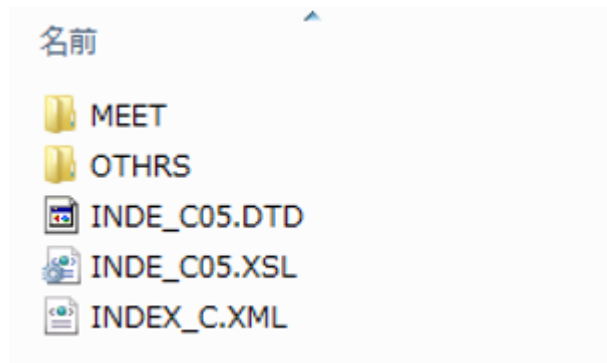 名前
MEET
OTHRS
INDE_C05.DTD
INDE_C05.XSL
INDEX_C.XML